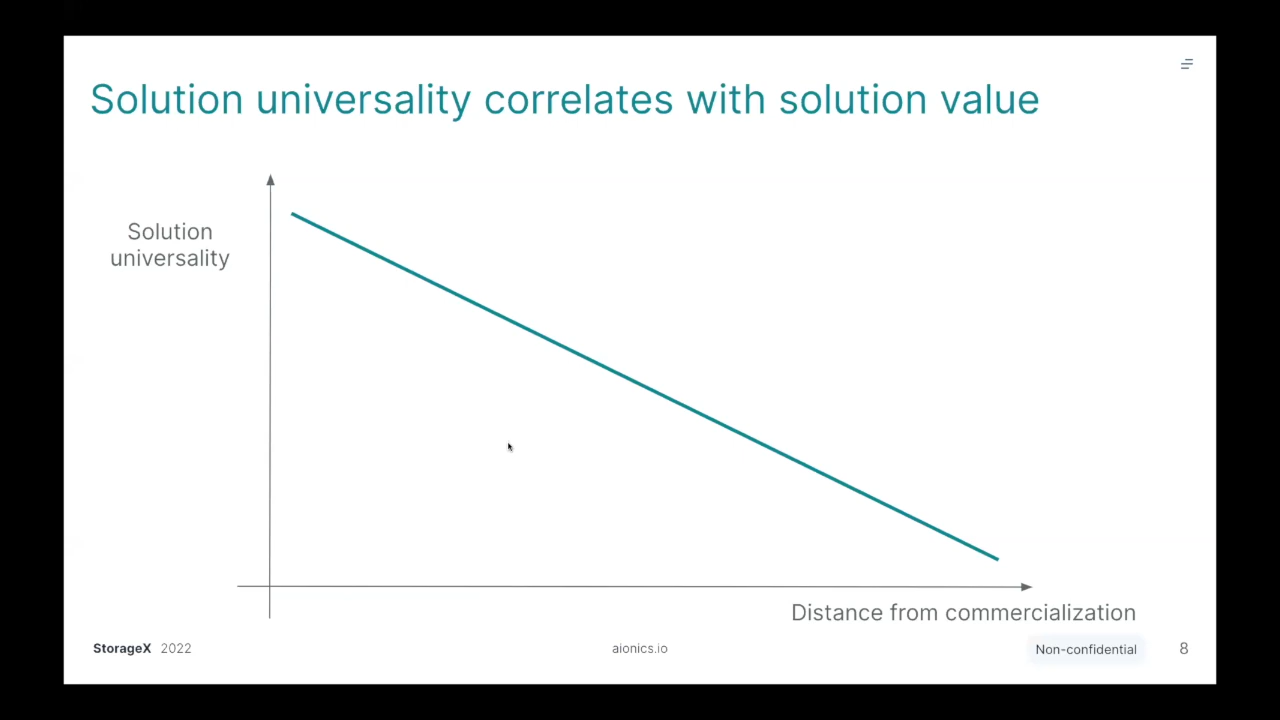 Solution universality correlates with solution value
Solution
universality
Distance from commercialization
StorageX 2022
aionics.io
Non-confidential
8